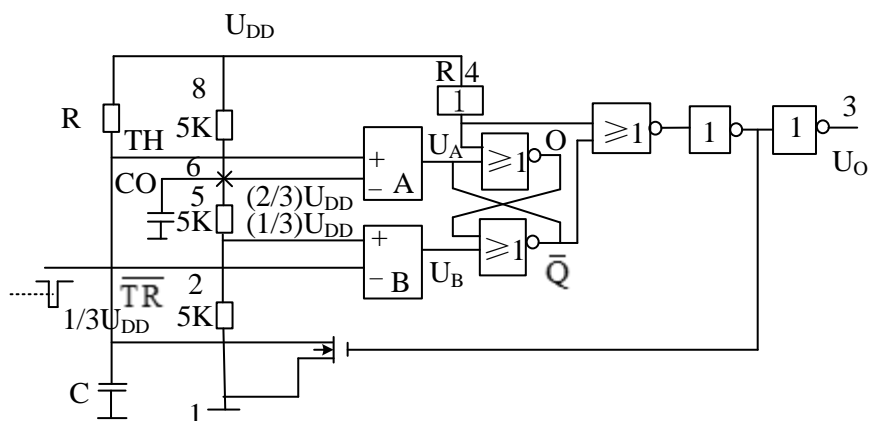 U_DD
R 4
8
1
3
R
5K
TH
U_A
O
≥1
≥1
1
1
6
+
− A
U_O
CO
5
5K
(2/3)U_DD
(1/3)U_DD
≥1
+
− B
U_B
Q̄
2
T̅R̅
1/3U_DD
5K
C
1